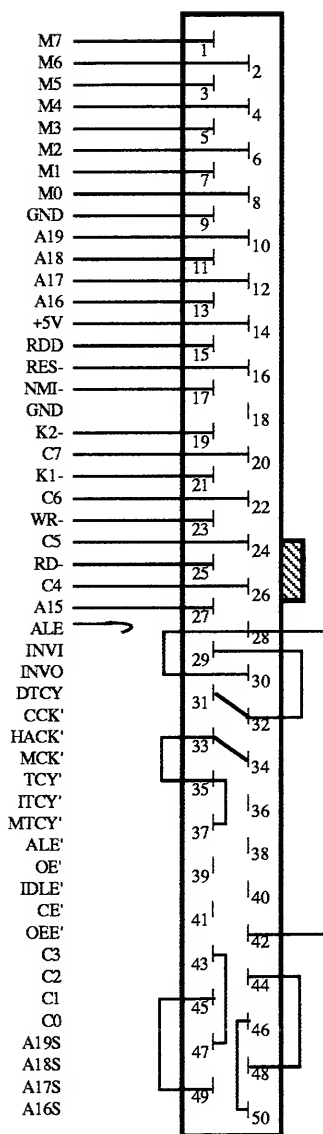 M7 1
M6 2
M5 3
M4 4
M3 5
M2 6
M1 7
M0 8
GND 9
A19 10
A18 11
A17 12
A16 13
+5V 14
RDD 15
RES- 16
NMI- 17
GND 18
K2- 19
C7 20
K1- 21
C6 22
WR- 23
C5 24
RD- 25
C4 26
A15 27
ALE 28
INVI 29
INVO 30
DTCY 31
CCK' 32
HACK' 33
MCK' 34
TCY' 35
ITCY' 36
MTCY' 37
ALE' 38
OE' 39
IDLE' 40
CE' 41
OEE' 42
C3 43
C2 44
C1 45
C0 46
A19S 47
A18S 48
A17S 49
A16S 50